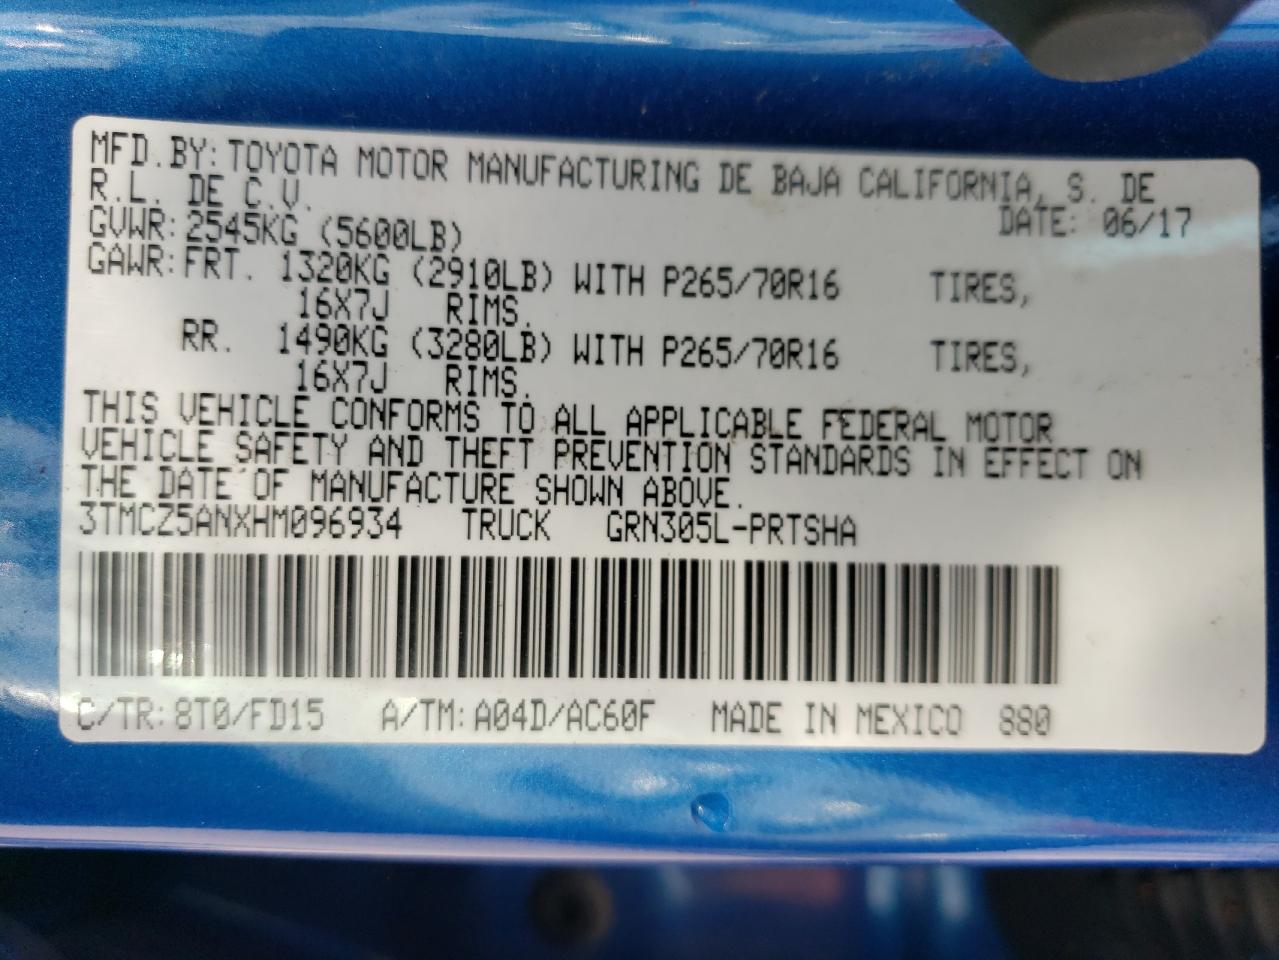 MFD.BY:TOYOTA MOTOR MANUFACTURING DE BAJA CALIFORNIA, S. DE
R.L. DE C.V. DATE: 06/17
GVWR:2545KG (5600LB)
GAWR:FRT. 1320KG (2910LB) WITH P265/70R16 TIRES,
16X7J RIMS.
RR. 1490KG (3280LB) WITH P265/70R16 TIRES,
16X7J RIMS.
THIS VEHICLE CONFORMS TO ALL APPLICABLE FEDERAL MOTOR
VEHICLE SAFETY AND THEFT PREVENTION STANDARDS IN EFFECT ON
THE DATE OF MANUFACTURE SHOWN ABOVE.
3TMCZ5ANXHM096934 TRUCK GRN305L-PRTSHA
C/TR:8T0/FD15 A/TM:A04D/AC60F MADE IN MEXICO 880